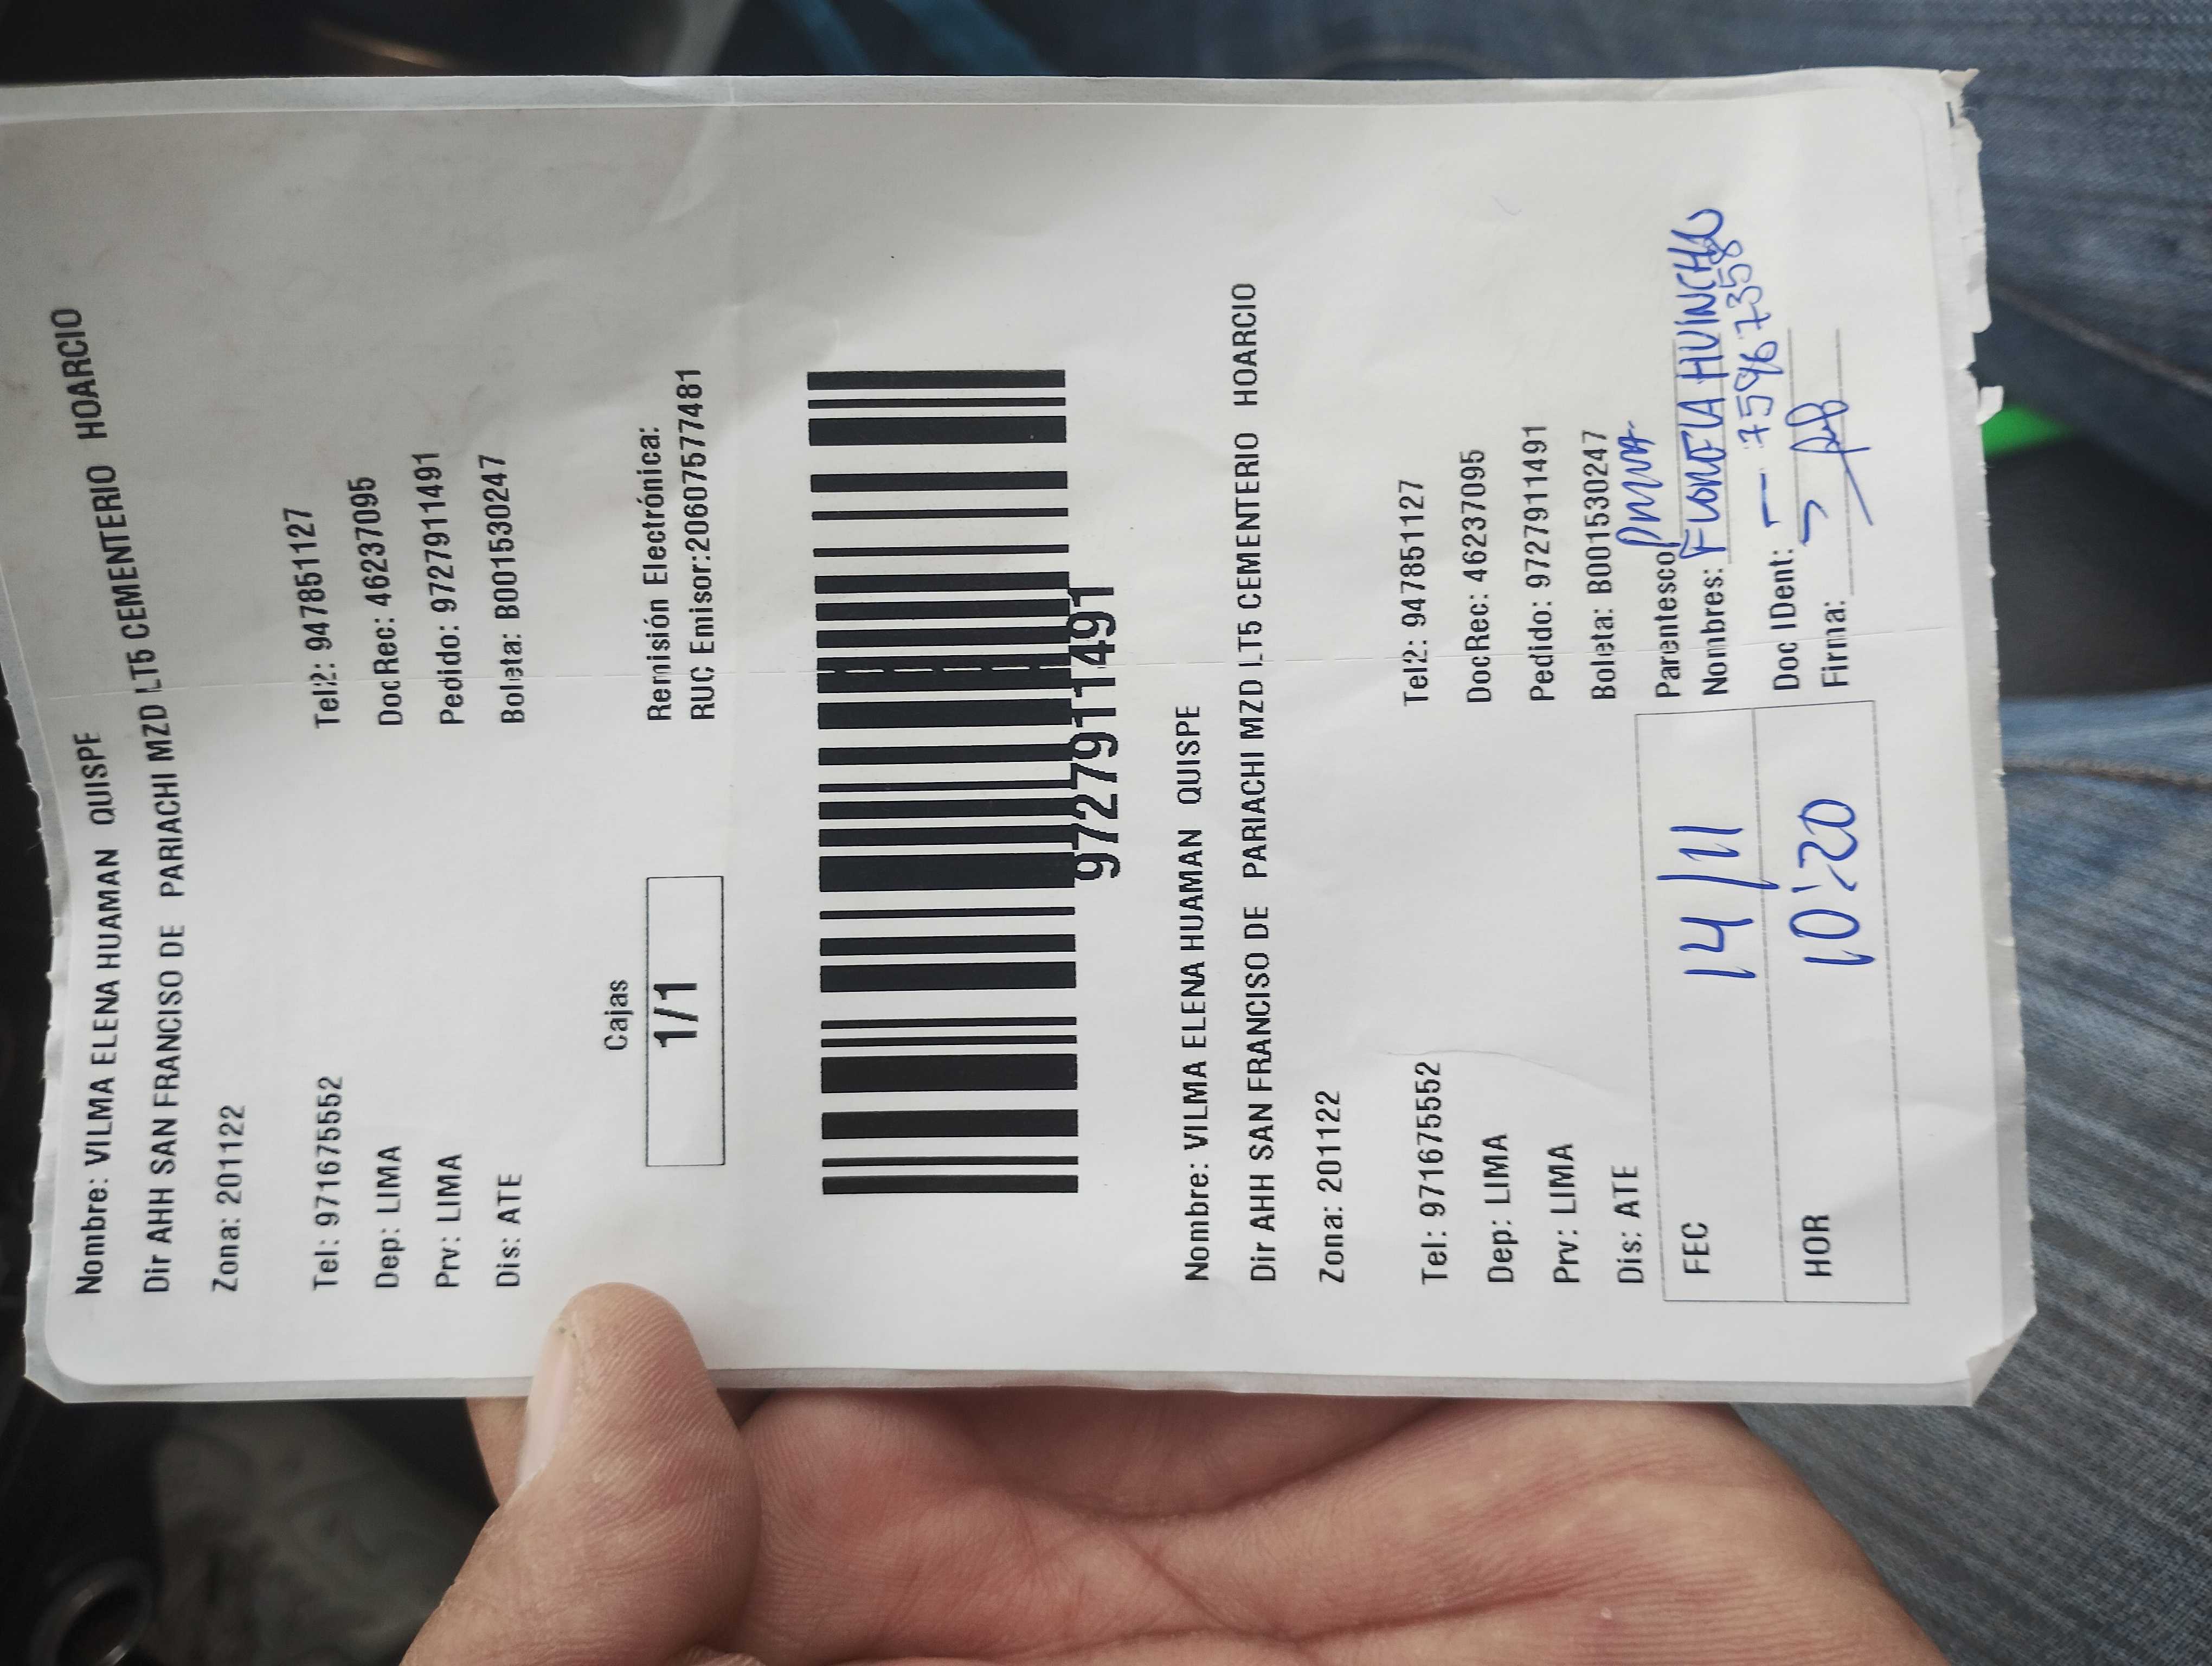 Nombre: VILMA ELENA HUAMAN QUISPE
Dir AHH SAN FRANCISO DE PARIACHI MZD LT5 CEMENTERIO HOARCIO
Zona: 201122
Tel: 971675552 Tel2: 947851127
Dep: LIMA DocRec: 46237095
Prv: LIMA Pedido: 9727911491
Dis: ATE Boleta: B001530247
Cajas Remisión Electrónica:
1/1 RUC Emisor:20607577481
9727911491
Nombre: VILMA ELENA HUAMAN QUISPE
Dir AHH SAN FRANCISO DE PARIACHI MZD LT5 CEMENTERIO HOARCIO
Zona: 201122
Tel: 971675552 Tel2: 947851127
Dep: LIMA DocRec: 46237095
Prv: LIMA Pedido: 9727911491
Dis: ATE Boleta: B001530247
FEC 14/11 Parentesco
Nombres:
HOR 10:20 Doc IDent:
Firma: